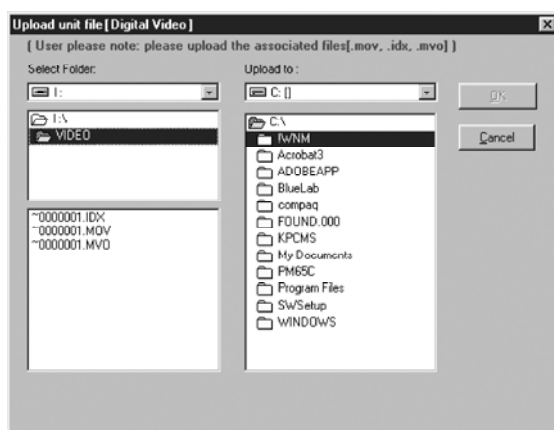 Upload unit file[Digital Video]
( User please note: please upload the associated files[.mov, .idx, .mvo] )
Select Folder:
I:
I:\
VIDEO
~0000001.IDX
~0000001.MOV
~0000001.MVO
Upload to :
C: []
C:\
IWNM
Acrobat3
ADOBEAPP
BlueLab
compaq
FOUND.000
KPCMS
My Documents
PM65C
Program Files
SWSetup
WINDOWS
OK
Cancel